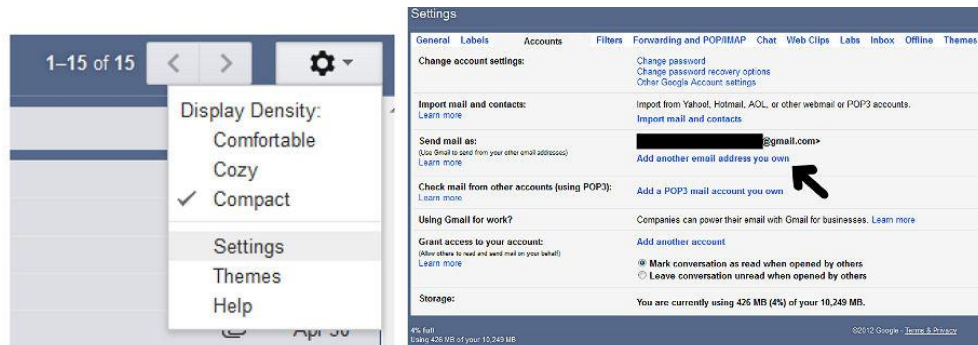 1–15 of 15
Display Density:
Comfortable
Cozy
Compact
Settings
Themes
Help
Apr 30
Settings
General Labels Accounts Filters Forwarding and POP/IMAP Chat Web Clips Labs Inbox Offline Themes
Change account settings:
Change password
Change password recovery options
Other Google Account settings
Import mail and contacts:
Learn more
Import from Yahoo!, Hotmail, AOL, or other webmail or POP3 accounts.
Import mail and contacts
Send mail as:
(Use Gmail to send from your other email addresses)
Learn more
@gmail.com>
Add another email address you own
Check mail from other accounts (using POP3):
Learn more
Add a POP3 mail account you own
Using Gmail for work?
Companies can power their email with Gmail for businesses. Learn more
Grant access to your account:
(Allow others to read and send mail on your behalf)
Learn more
Add another account
Mark conversation as read when opened by others
Leave conversation unread when opened by others
Storage:
You are currently using 426 MB (4%) of your 10,249 MB.
4% full
Using 426 MB of your 10,249 MB
©2012 Google - Terms & Privacy